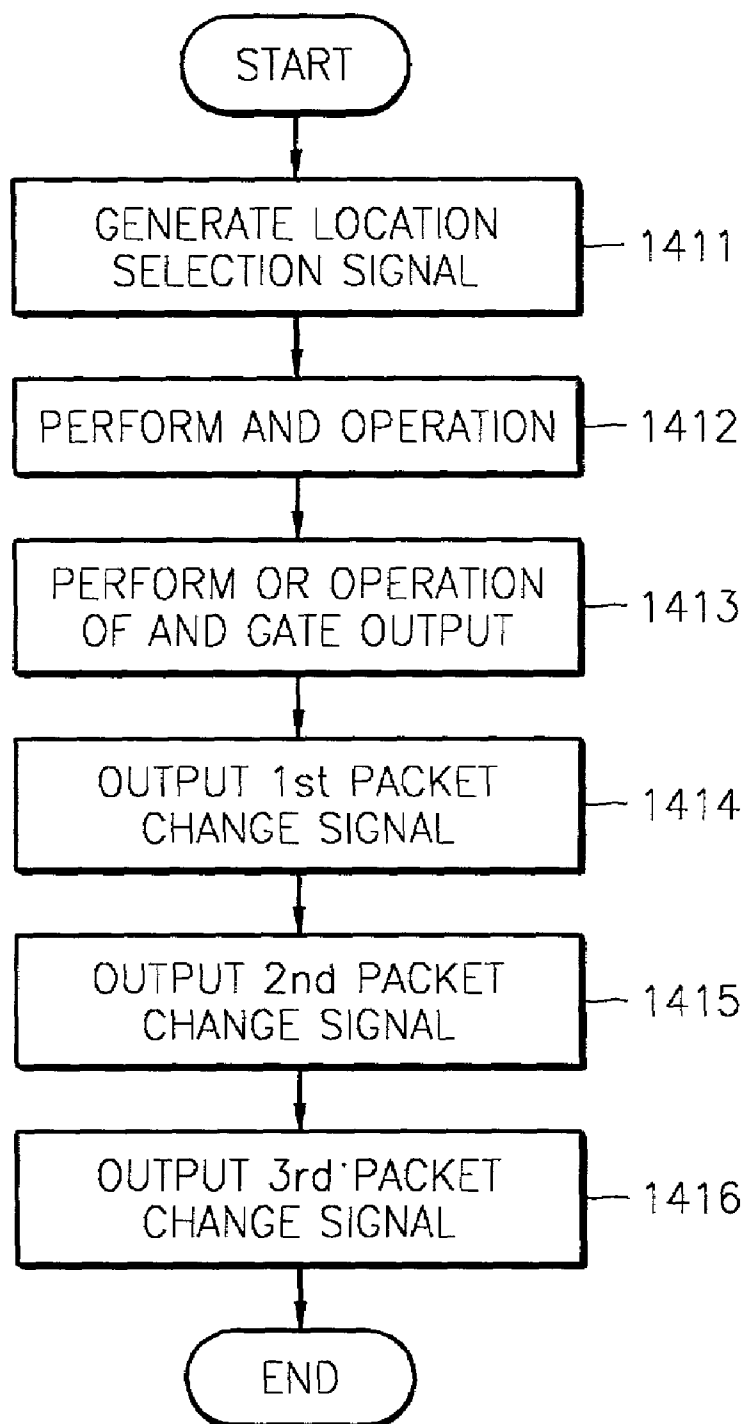 START
GENERATE LOCATION
SELECTION SIGNAL
1411
PERFORM AND OPERATION
1412
PERFORM OR OPERATION
OF AND GATE OUTPUT
1413
OUTPUT 1st PACKET
CHANGE SIGNAL
1414
OUTPUT 2nd PACKET
CHANGE SIGNAL
1415
OUTPUT 3rd PACKET
CHANGE SIGNAL
1416
END